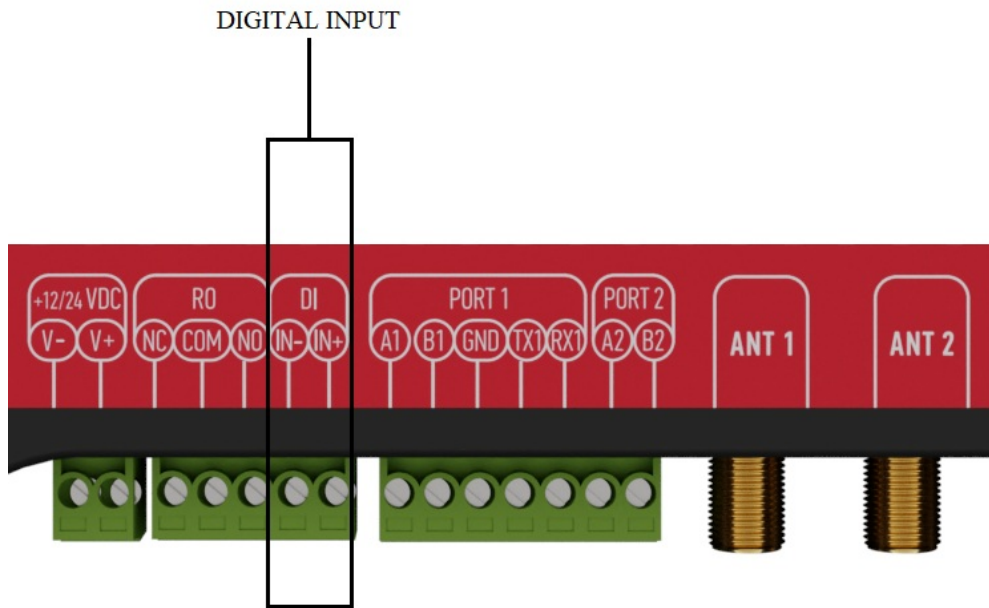 DIGITAL INPUT
+12/24 VDC RO DI PORT 1 PORT 2
V- V+ NC COM NO IN- IN+ A1 B1 GND TX1 RX1 A2 B2
ANT 1 ANT 2